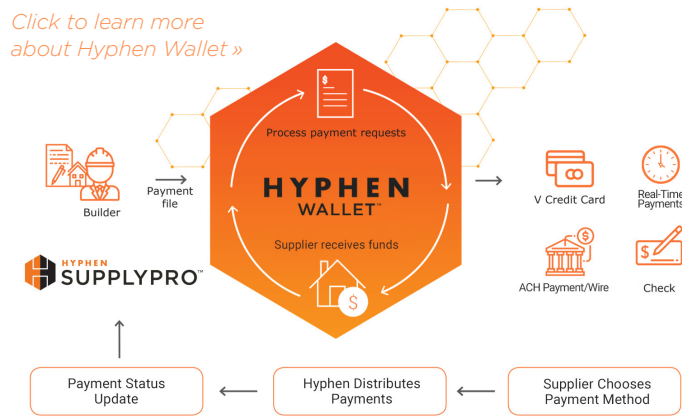 Click to learn more
about Hyphen Wallet »
$
Process payment requests
HYPHEN
WALLET™
Supplier receives funds
$
Builder
Payment
file
HYPHEN
SUPPLYPRO™
V Credit Card
Real-Time
Payments
$
ACH Payment/Wire
$
Check
Payment Status
Update
Hyphen Distributes
Payments
Supplier Chooses
Payment Method